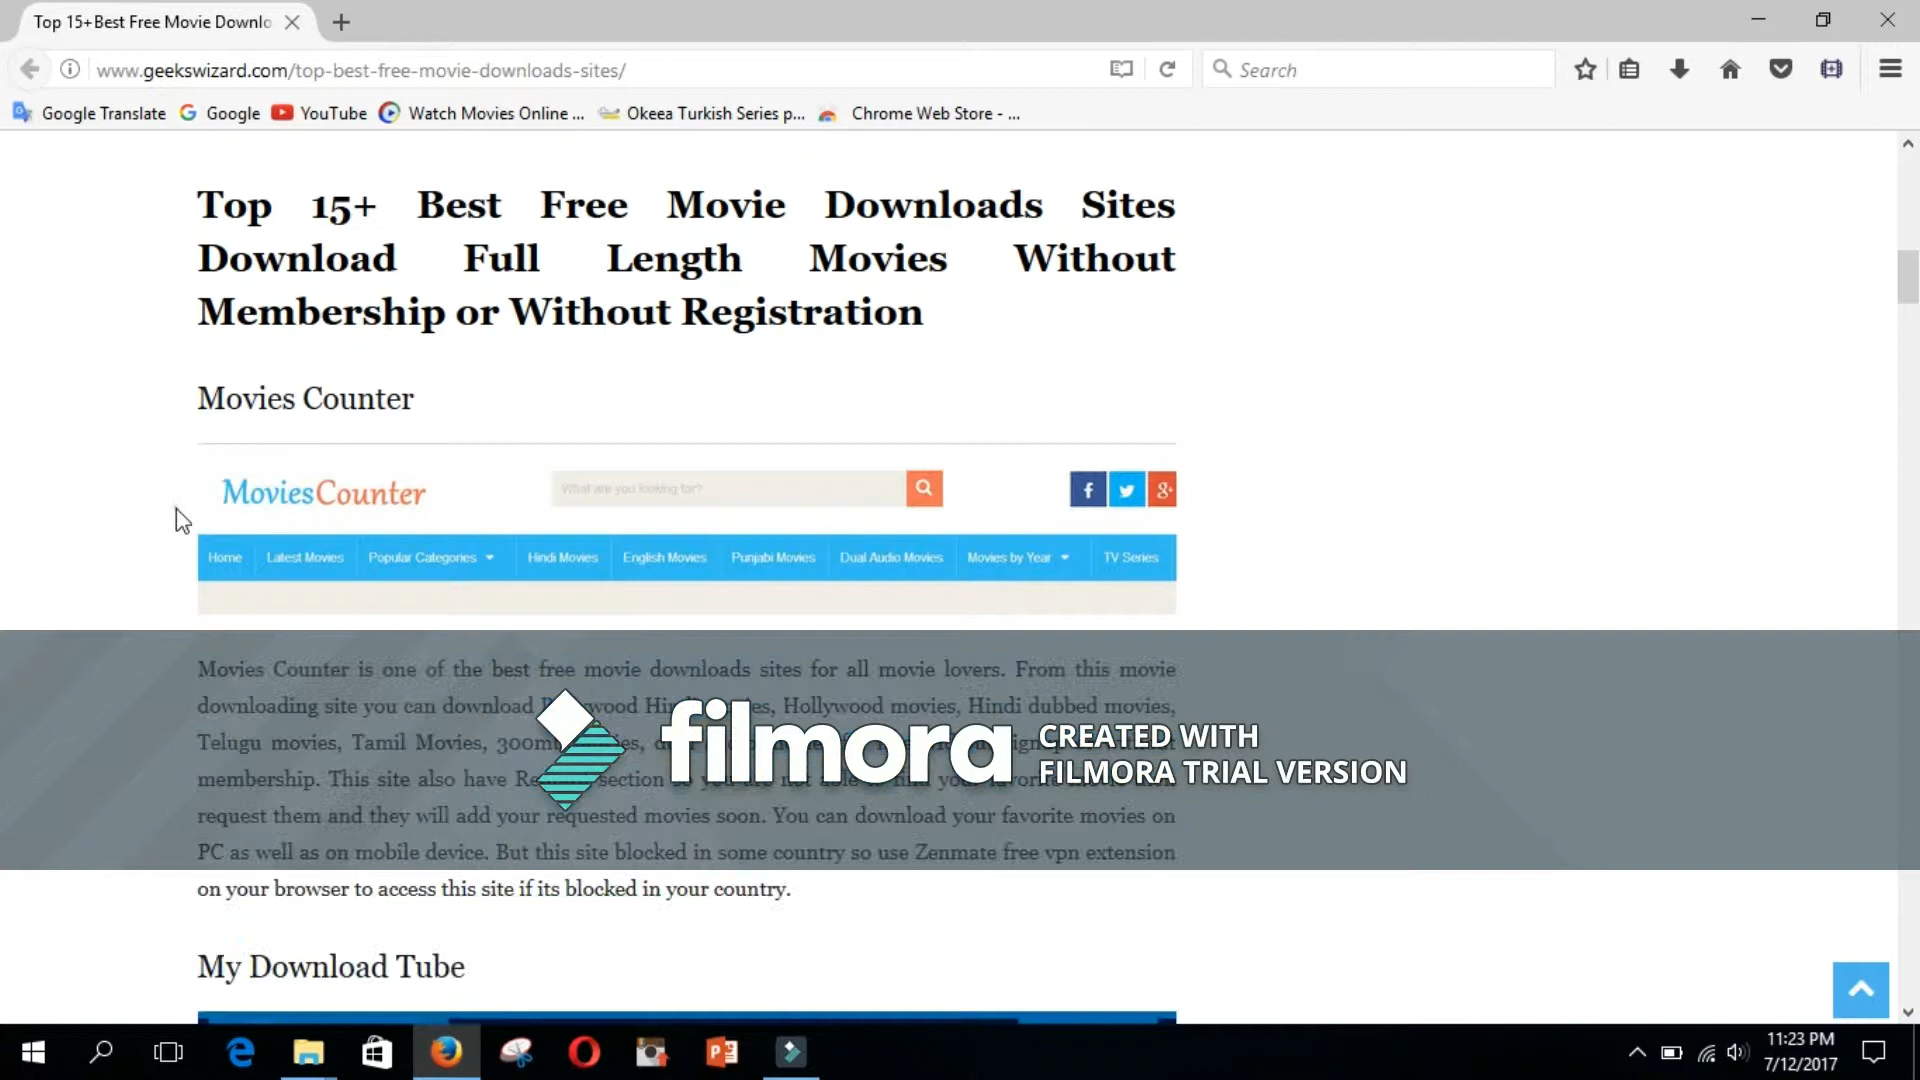 Top 15+ Best Free Movie Downlo
www.geekswizard.com/top-best-free-movie-downloads-sites/
Search
Google Translate Google YouTube Watch Movies Online ... Okeea Turkish Series p... Chrome Web Store - ...
Top 15+ Best Free Movie Downloads Sites
Download Full Length Movies Without
Membership or Without Registration
Movies Counter
MoviesCounter What are you looking for?
Home Latest Movies Popular Categories Hindi Movies English Movies Punjabi Movies Dual Audio Movies Movies by Year TV Series
Movies Counter is one of the best free movie downloads sites for all movie lovers. From this movie
downloading site you can download Hollywood movies, Hindi dubbed movies,
Telugu movies, Tamil Movies,
membership. This site also have section
request them and they will add your requested movies soon. You can download your favorite movies on
PC as well as on mobile device. But this site blocked in some country so use Zenmate free vpn extension
on your browser to access this site if its blocked in your country.
filmora CREATED WITH
FILMORA TRIAL VERSION
My Download Tube
11:23 PM
7/12/2017